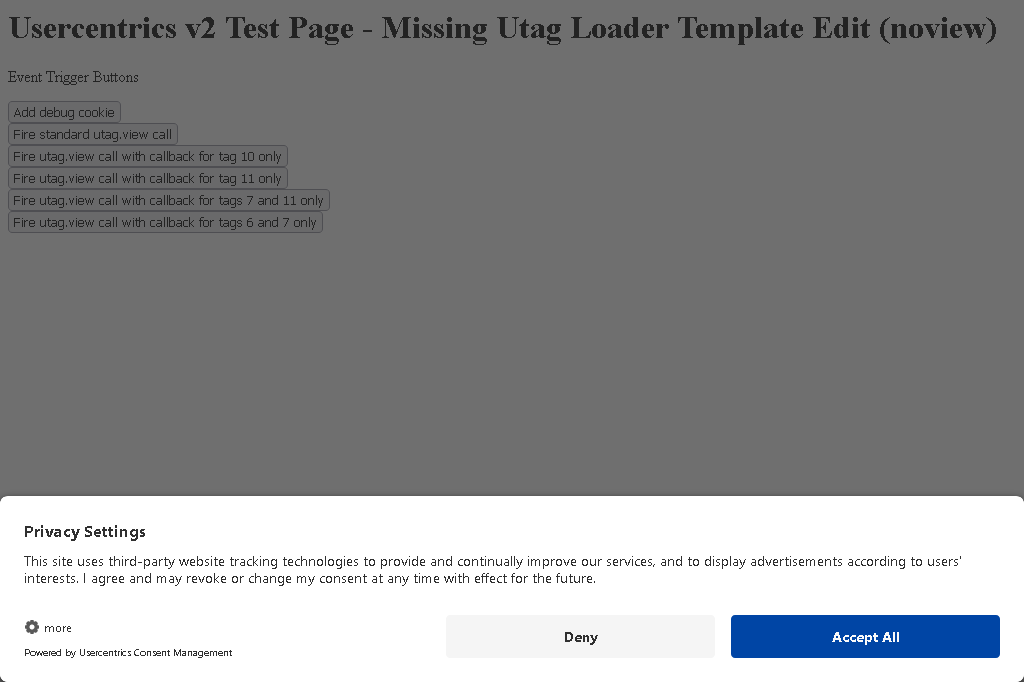 Usercentrics v2 Test Page - Missing Utag Loader Template Edit (noview)
Event Trigger Buttons
Add debug cookie
Fire standard utag.view call
Fire utag.view call with callback for tag 10 only
Fire utag.view call with callback for tag 11 only
Fire utag.view call with callback for tags 7 and 11 only
Fire utag.view call with callback for tags 6 and 7 only
Privacy Settings
This site uses third-party website tracking technologies to provide and continually improve our services, and to display advertisements according to users'
interests. I agree and may revoke or change my consent at any time with effect for the future.
more
Deny
Accept All
Powered by Usercentrics Consent Management